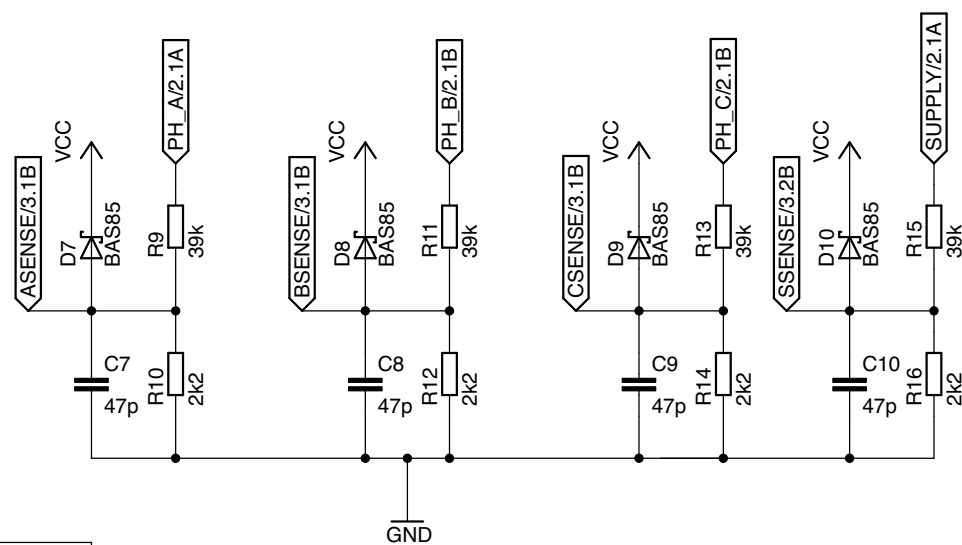 ASENSE/3.1B
VCC
D7
BAS85
PH_A/2.1A
R9
39k
C7
47p
R10
2k2
BSENSE/3.1B
VCC
D8
BAS85
PH_B/2.1B
R11
39k
C8
47p
R12
2k2
CSENSE/3.1B
VCC
D9
BAS85
PH_C/2.1B
R13
39k
C9
47p
R14
2k2
SSENSE/3.2B
VCC
D10
BAS85
SUPPLY/2.1A
R15
39k
C10
47p
R16
2k2
GND